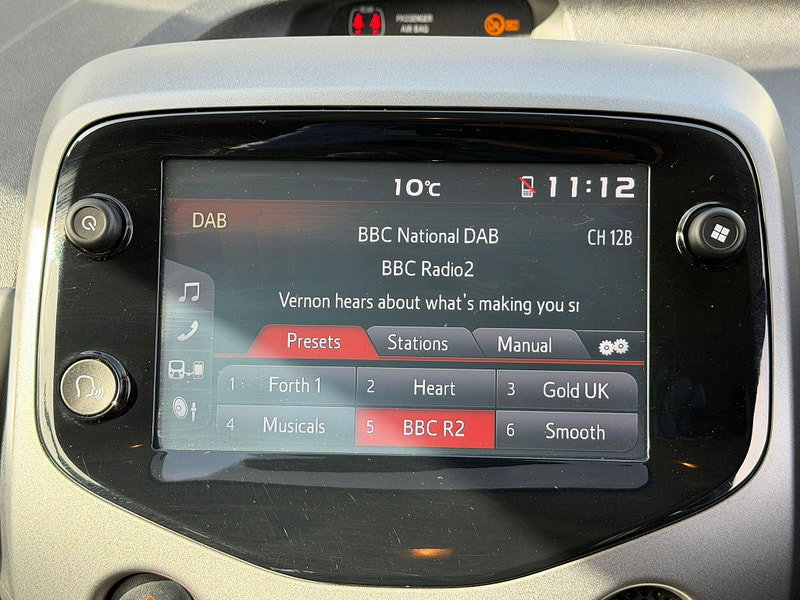 PASSENGER
AIR BAG
10℃
11:12
DAB
BBC National DAB
CH 12B
BBC Radio2
Vernon hears about what's making you
Presets
Stations
Manual
1 Forth 1
2 Heart
3 Gold UK
4 Musicals
5 BBC R2
6 Smooth